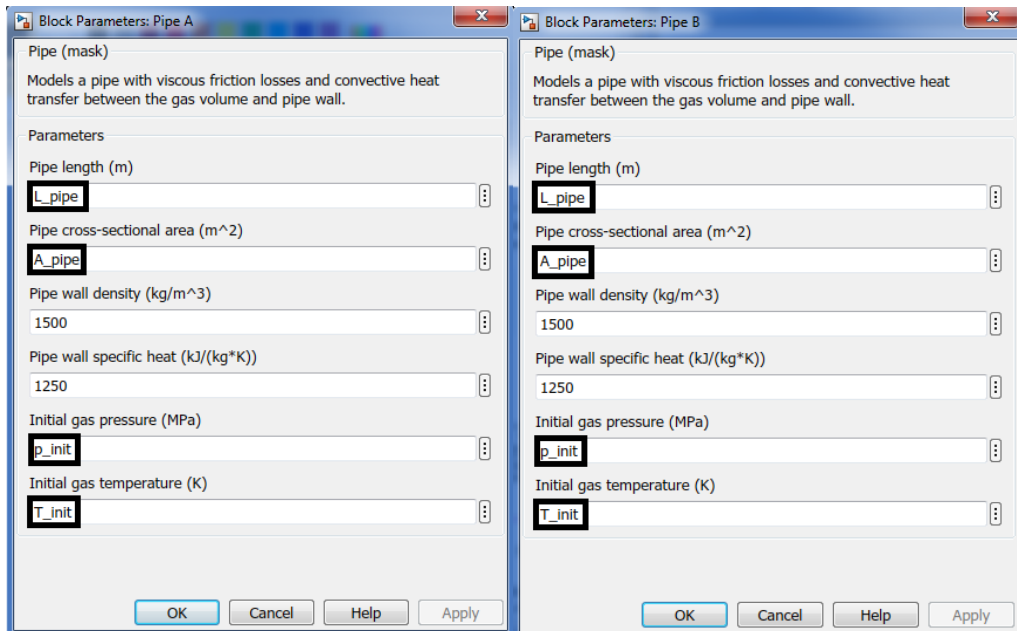 Block Parameters: Pipe A
Pipe (mask)
Models a pipe with viscous friction losses and convective heat
transfer between the gas volume and pipe wall.
Parameters
Pipe length (m)
L_pipe
Pipe cross-sectional area (m^2)
A_pipe
Pipe wall density (kg/m^3)
1500
Pipe wall specific heat (kJ/(kg*K))
1250
Initial gas pressure (MPa)
p_init
Initial gas temperature (K)
T_init
OK Cancel Help Apply
Block Parameters: Pipe B
Pipe (mask)
Models a pipe with viscous friction losses and convective heat
transfer between the gas volume and pipe wall.
Parameters
Pipe length (m)
L_pipe
Pipe cross-sectional area (m^2)
A_pipe
Pipe wall density (kg/m^3)
1500
Pipe wall specific heat (kJ/(kg*K))
1250
Initial gas pressure (MPa)
p_init
Initial gas temperature (K)
T_init
OK Cancel Help Apply